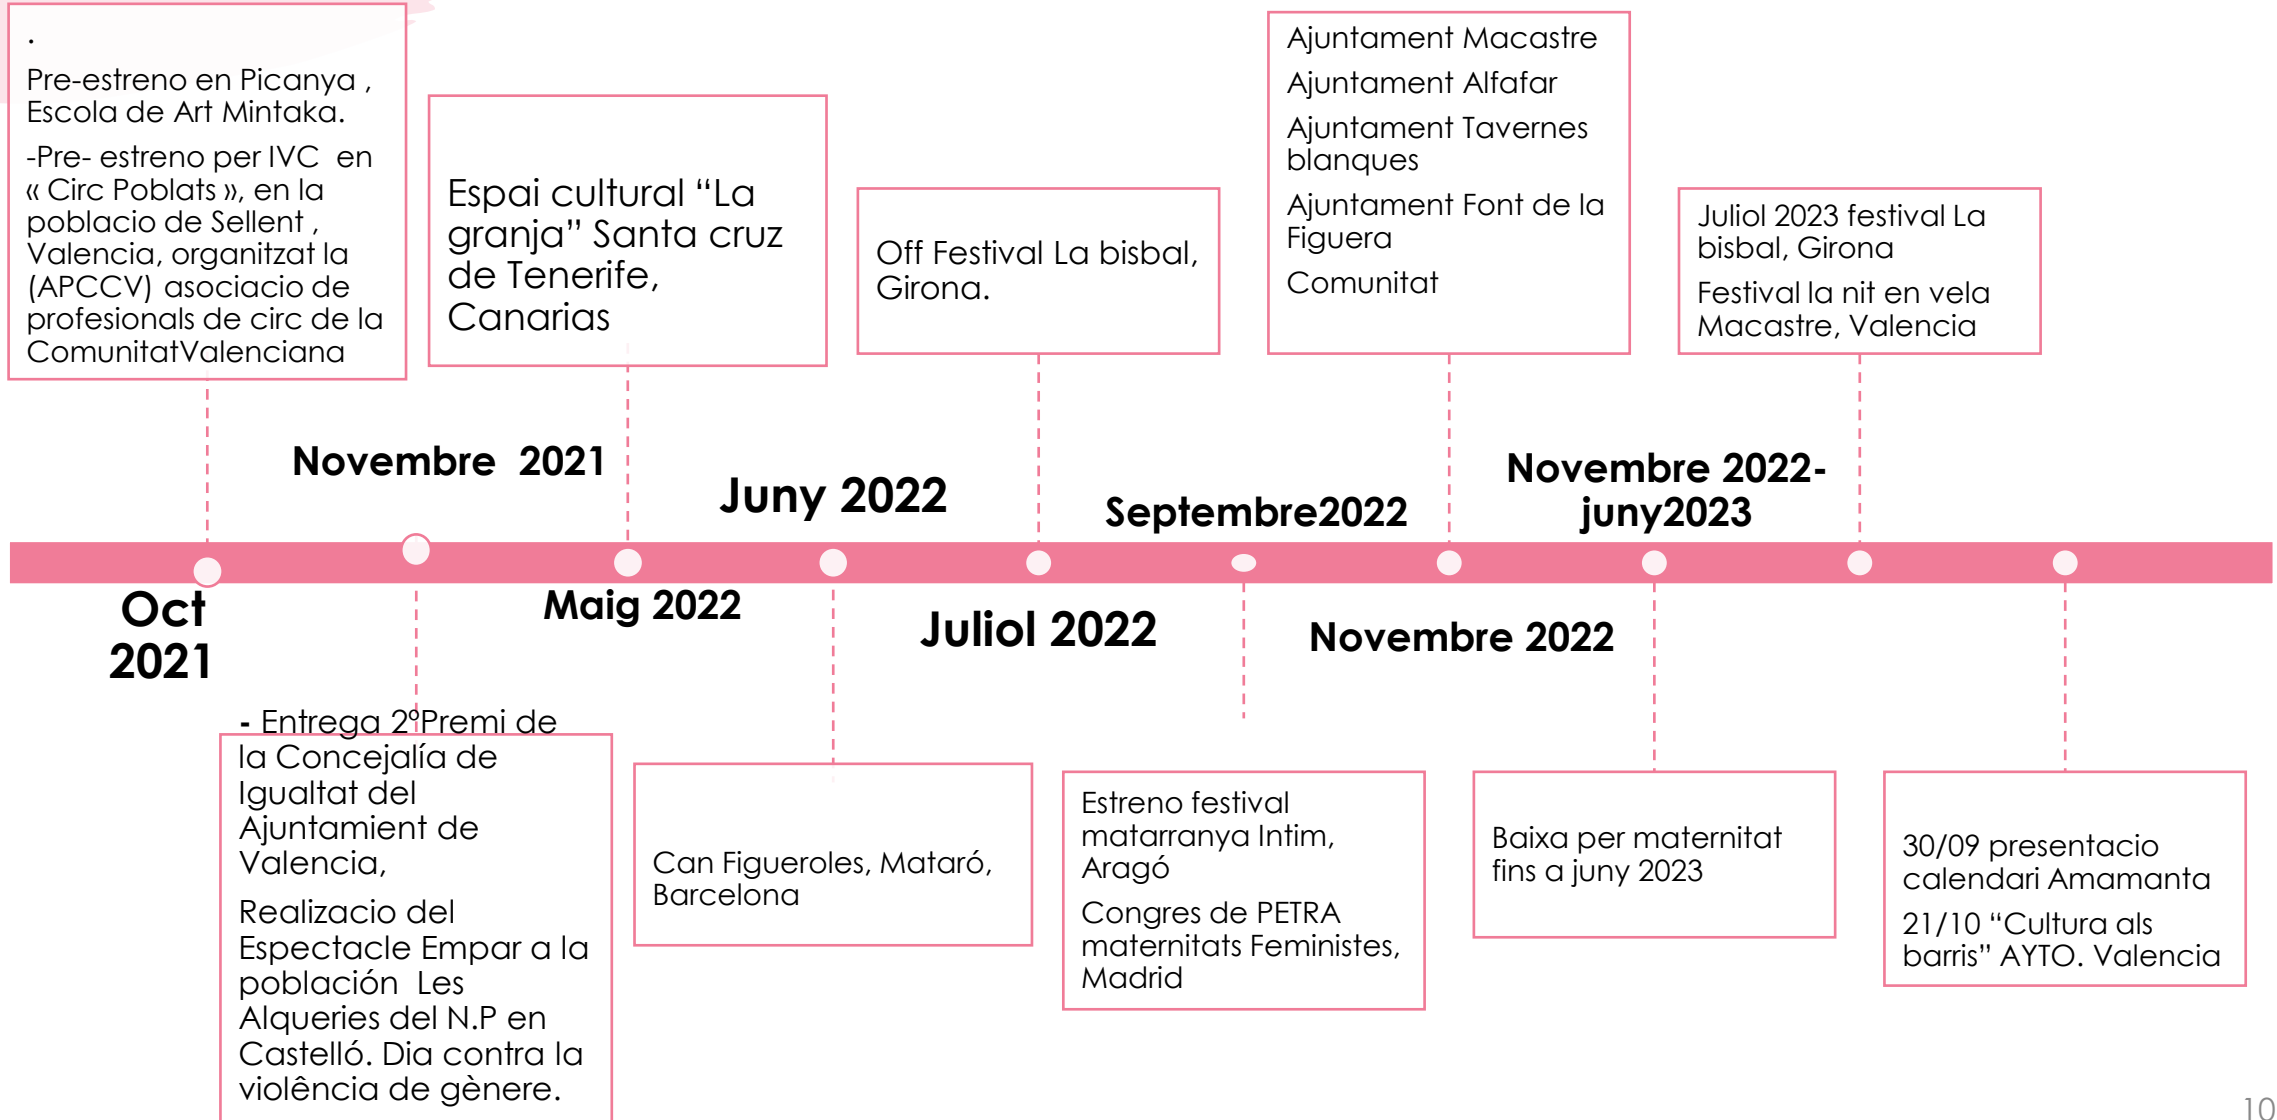 .
Pre-estreno en Picanya ,
Escola de Art Mintaka.
-Pre- estreno per IVC  en
« Circ Poblats », en la
poblacio de Sellent ,
Valencia, organitzat la
(APCCV) asociacio de
profesionals de circ de la
ComunitatValenciana
Oct
2021
Novembre  2021
- Entrega 2ºPremi de
la Concejalía de
Igualtat del
Ajuntamient de
Valencia,
Realizacio del
Espectacle Empar a la
población  Les
Alqueries del N.P en
Castelló. Dia contra la
violência de gènere.
Espai cultural “La
granja” Santa cruz
de Tenerife,
Canarias
Maig 2022
Juny 2022
Can Figueroles, Mataró,
Barcelona
Off Festival La bisbal,
Girona.
Juliol 2022
Septembre2022
Estreno festival
matarranya Intim,
Aragó
Congres de PETRA
maternitats Feministes,
Madrid
Ajuntament Macastre
Ajuntament Alfafar
Ajuntament Tavernes
blanques
Ajuntament Font de la
Figuera
Comunitat
Novembre 2022
Novembre 2022-
juny2023
Baixa per maternitat
fins a juny 2023
Juliol 2023 festival La
bisbal, Girona
Festival la nit en vela
Macastre, Valencia
30/09 presentacio
calendari Amamanta
21/10 “Cultura als
barris” AYTO. Valencia
10